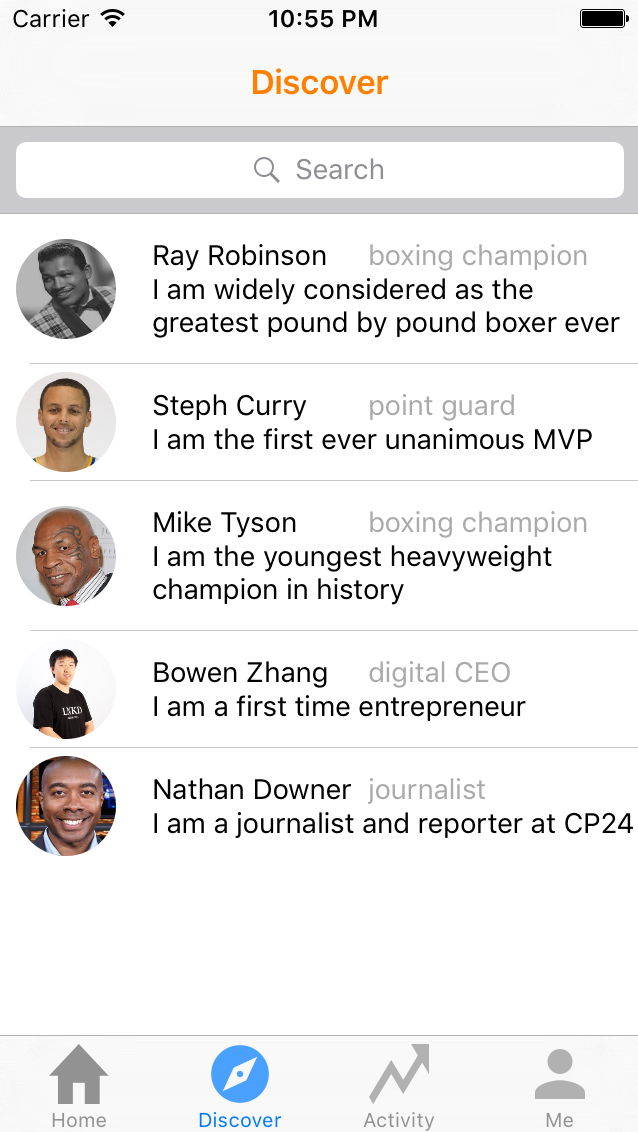 Carrier 10:55 PM
Discover
Search
Ray Robinson boxing champion
I am widely considered as the
greatest pound by pound boxer ever
Steph Curry point guard
I am the first ever unanimous MVP
Mike Tyson boxing champion
I am the youngest heavyweight
champion in history
Bowen Zhang digital CEO
I am a first time entrepreneur
Nathan Downer journalist
I am a journalist and reporter at CP24
Home Discover Activity Me